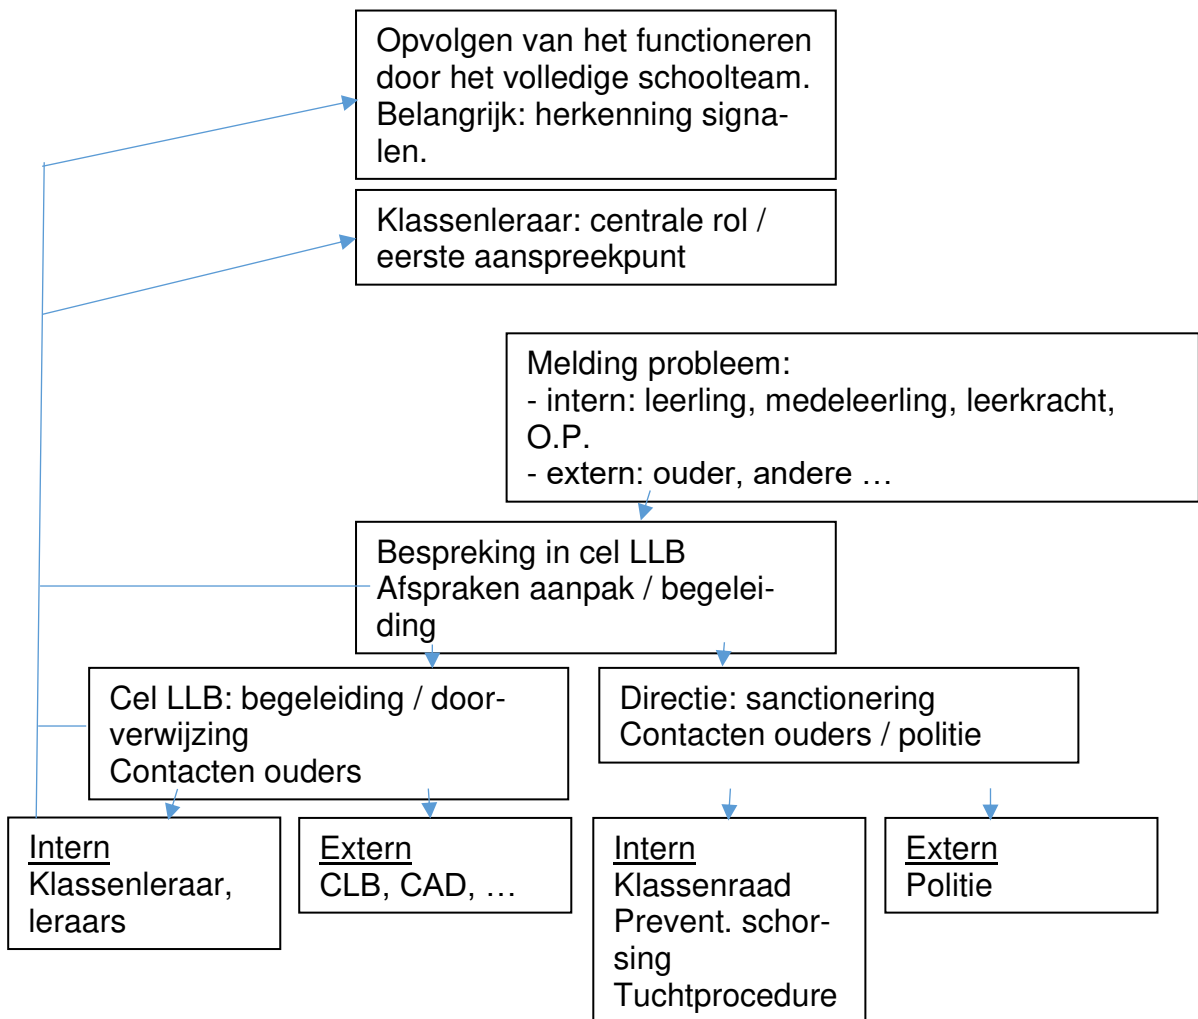 Opvolgen van het functioneren
door het volledige schoolteam.
Belangrijk: herkenning signa-
len.
Klassenleraar: centrale rol /
eerste aanspreekpunt
Melding probleem:
- intern: leerling, medeleerling, leerkracht,
O.P.
- extern: ouder, andere …
Bespreking in cel LLB
Afspraken aanpak / begelei-
ding
Cel LLB: begeleiding / door-
verwijzing
Contacten ouders
Directie: sanctionering
Contacten ouders / politie
Intern
Klassenleraar,
leraars
Extern
CLB, CAD, …
Intern
Klassenraad
Prevent. schor-
sing
Tuchtprocedure
Extern
Politie